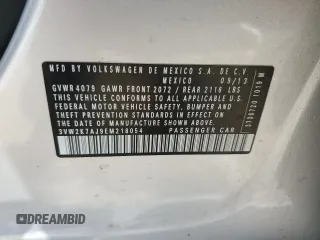 MFD BY VOLKSWAGEN DE MEXICO S.A. DE C.V.
MEXICO 09/13
GVWR 4079 GAWR FRONT 2072 / REAR 2116 LBS
THIS VEHICLE CONFORMS TO ALL APPLICABLE U.S.
FEDERAL MOTOR VEHICLE SAFETY, BUMPER AND
THEFT PREVENTION STANDARDS IN EFFECT ON THE
DATE OF MANUFACTURE SHOWN ABOVE.
3VW2K7AJ9EM218054 PASSENGER CAR
1019 M
DREAMBID